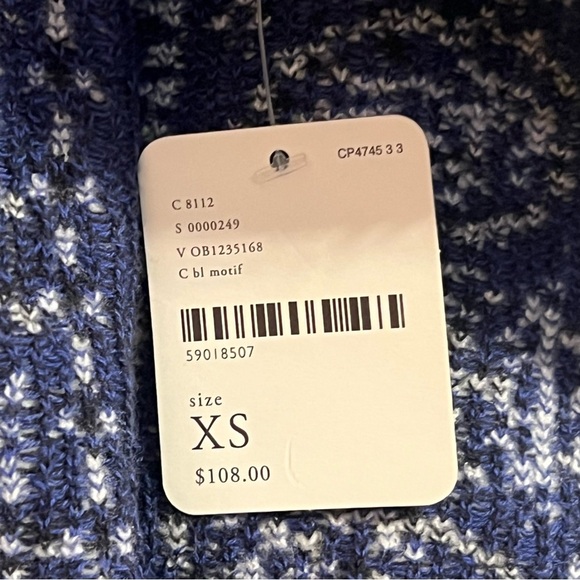 CP4745 3 3
C 8112
S 0000249
V OB1235168
C bl motif
59018507
size
XS
$108.00